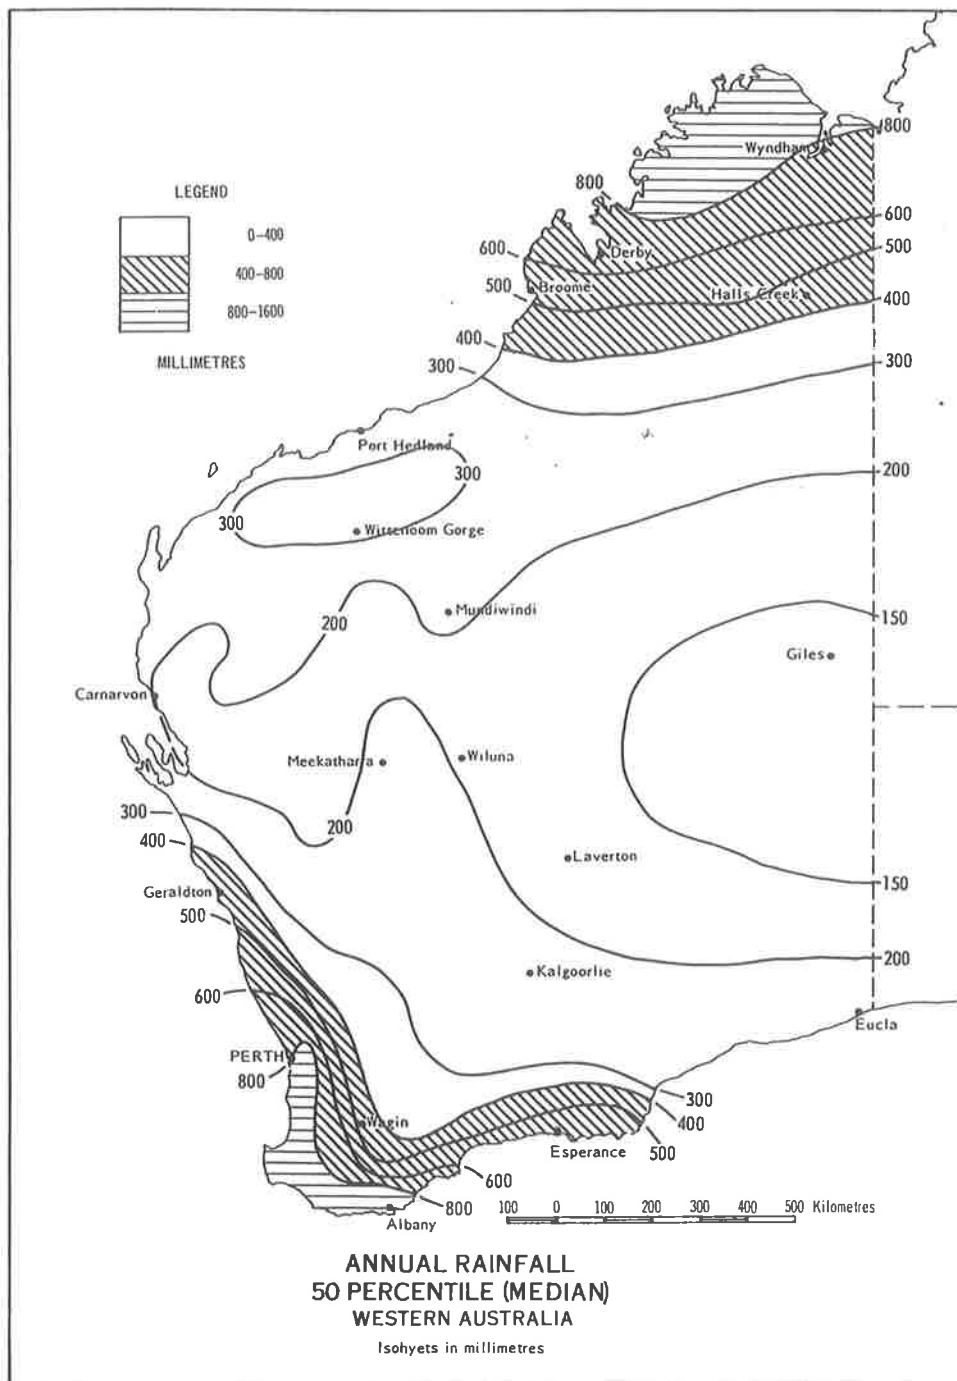 800
Wyndham
LEGEND
800
0-400
600
600
500
Derby
400-800
500
Broome
Halls Creek
400
800-1600
400
MILLIMETRES
300
300
Port Hedland
200
300
300
Wittenoom Gorge
Mundiwindi
150
200
Giles
Carnarvon
Meekatharra
Wiluna
300
200
400
Laverton
150
Geraldton
500
200
Kalgoorlie
600
Eucla
PERTH
800
300
400
Wagin
Esperance
500
600
800
100 0 100 200 300 400 500 Kilometres
Albany
ANNUAL RAINFALL
50 PERCENTILE (MEDIAN)
WESTERN AUSTRALIA
Isohyets in millimetres